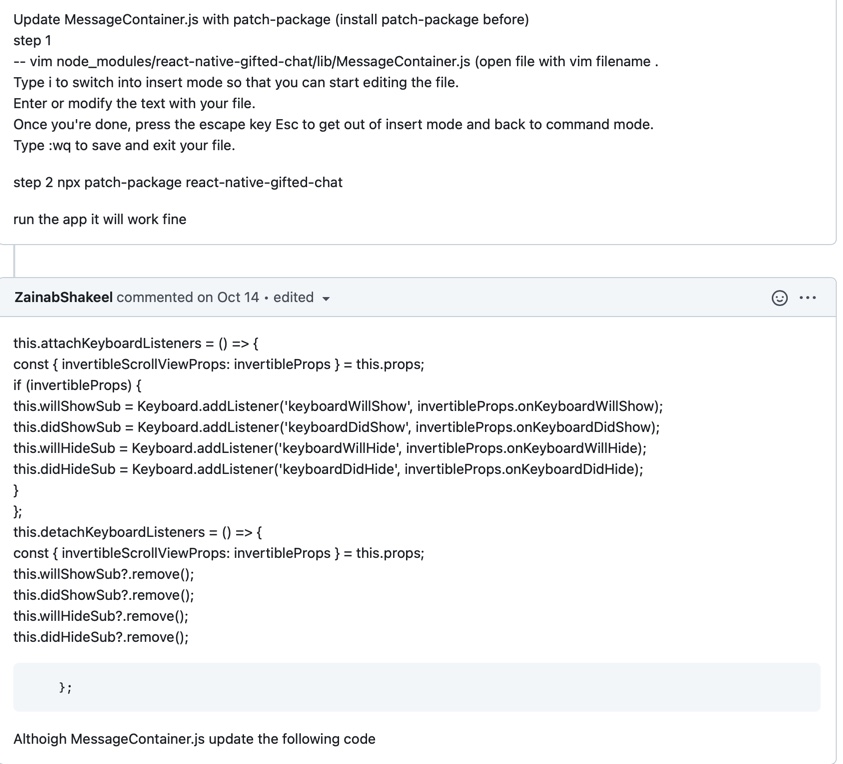 Update MessageContainer.js with patch-package (install patch-package before)
step 1
-- vim node_modules/react-native-gifted-chat/lib/MessageContainer.js (open file with vim filename .
Type i to switch into insert mode so that you can start editing the file.
Enter or modify the text with your file.
Once you're done, press the escape key Esc to get out of insert mode and back to command mode.
Type :wq to save and exit your file.
step 2 npx patch-package react-native-gifted-chat
run the app it will work fine
ZainabShakeel commented on Oct 14 • edited
this.attachKeyboardListeners = () => {
const { invertibleScrollViewProps: invertibleProps } = this.props;
if (invertibleProps) {
this.willShowSub = Keyboard.addListener('keyboardWillShow', invertibleProps.onKeyboardWillShow);
this.didShowSub = Keyboard.addListener('keyboardDidShow', invertibleProps.onKeyboardDidShow);
this.willHideSub = Keyboard.addListener('keyboardWillHide', invertibleProps.onKeyboardWillHide);
this.didHideSub = Keyboard.addListener('keyboardDidHide', invertibleProps.onKeyboardDidHide);
}
};
this.detachKeyboardListeners = () => {
const { invertibleScrollViewProps: invertibleProps } = this.props;
this.willShowSub?.remove();
this.didShowSub?.remove();
this.willHideSub?.remove();
this.didHideSub?.remove();
};
Althoigh MessageContainer.js update the following code